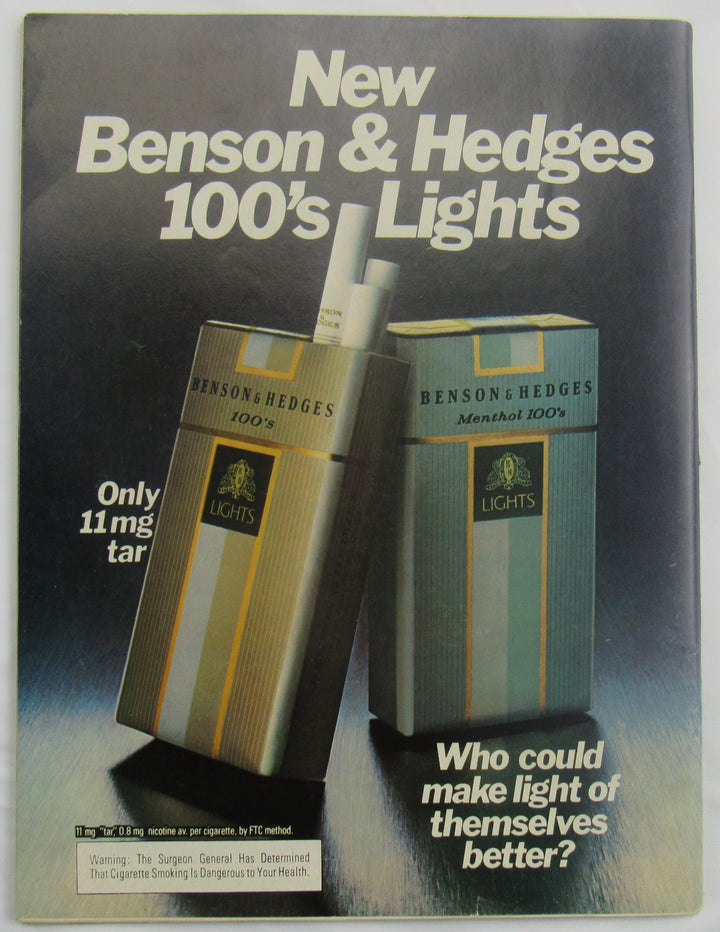 New
Benson & Hedges
100's Lights
BENSON & HEDGES
100's
LIGHTS
BENSON & HEDGES
Menthol 100's
LIGHTS
Only
11 mg
tar
Who could
make light of
themselves
better?
11 mg "tar," 0.8 mg nicotine av. per cigarette, by FTC method.
Warning: The Surgeon General Has Determined
That Cigarette Smoking Is Dangerous to Your Health.